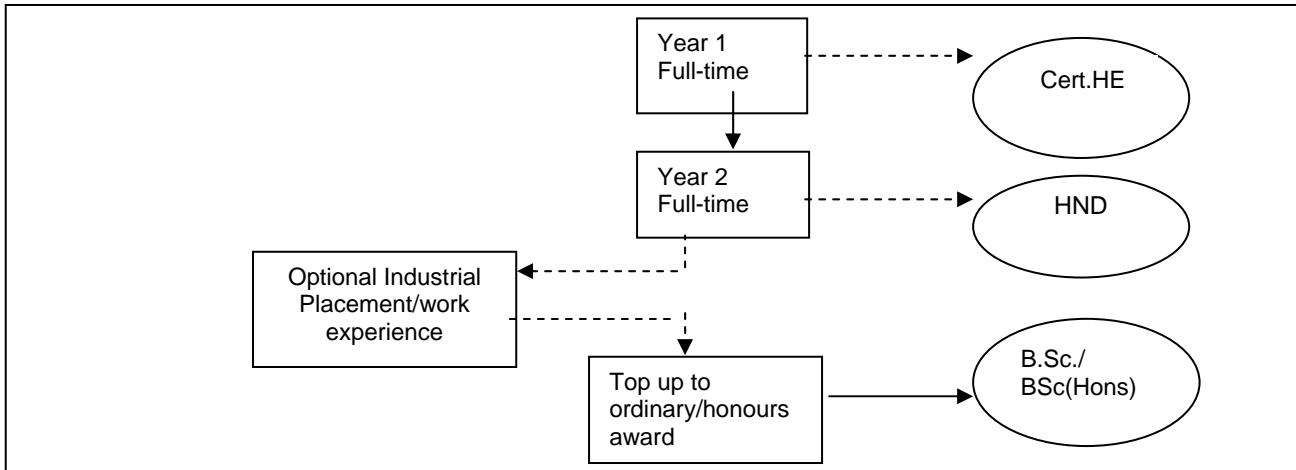 Year 1
Full-time
Cert.HE
Year 2
Full-time
HND
Optional Industrial
Placement/work
experience
Top up to
ordinary/honours
award
B.Sc./
BSc(Hons)